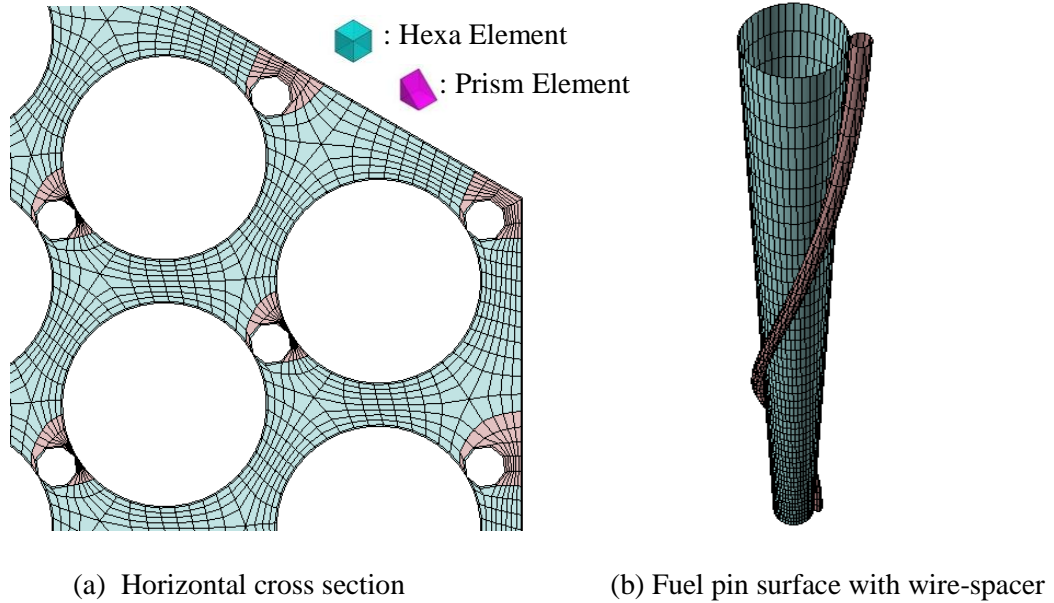 : Hexa Element
: Prism Element
(a) Horizontal cross section
(b) Fuel pin surface with wire-spacer